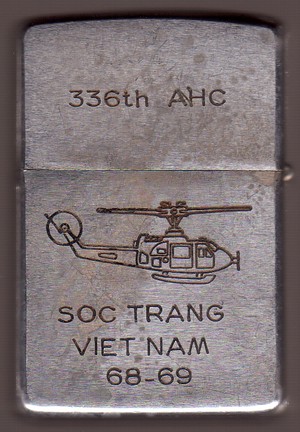 336th AHC
SOC TRANG
VIET NAM
68-69